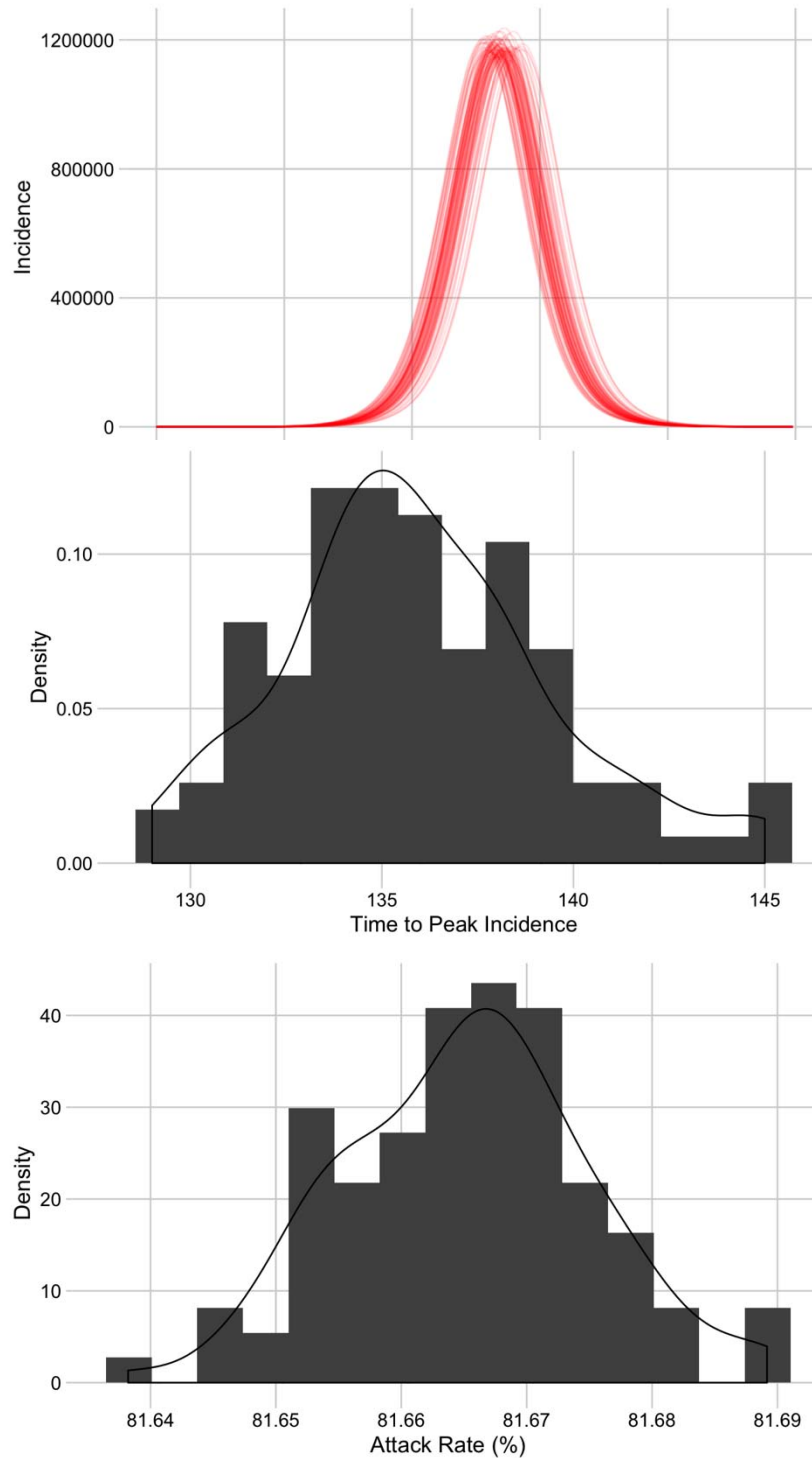 1200000
800000
400000
0
Incidence
0.10
0.05
0.00
Density
130 135 140 145
Time to Peak Incidence
40
30
20
10
0
Density
81.64 81.65 81.66 81.67 81.68 81.69
Attack Rate (%)